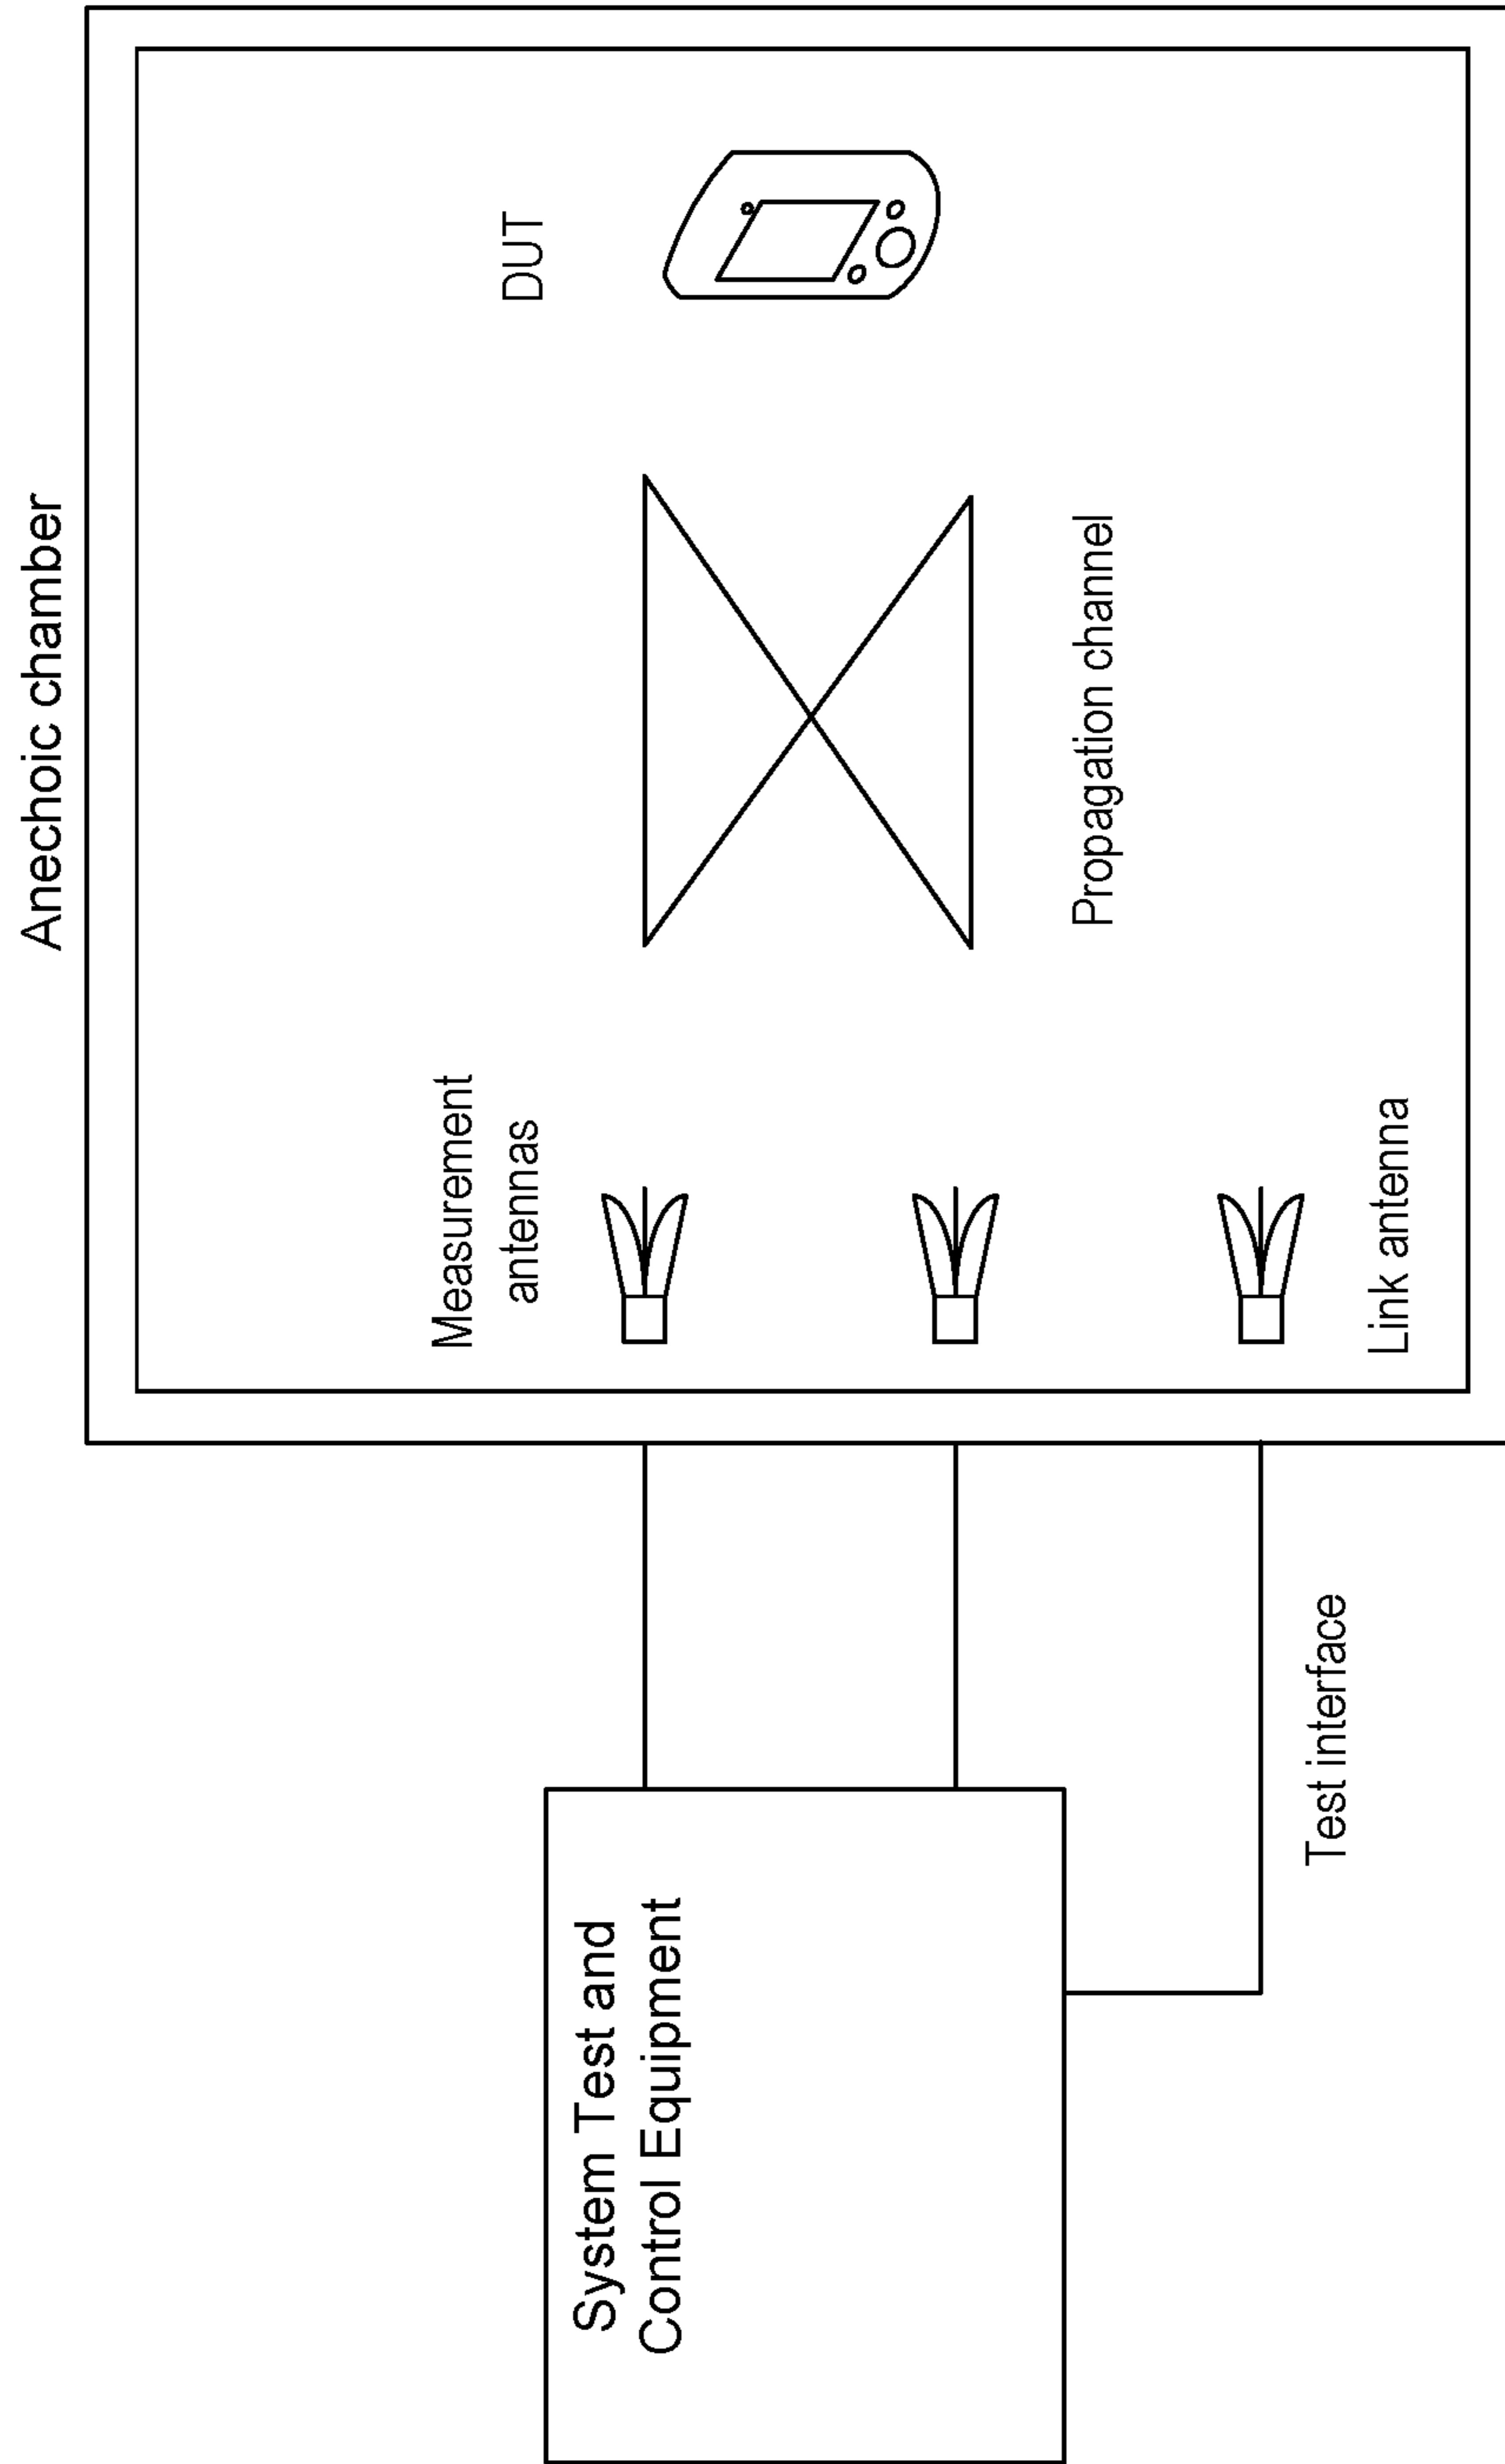 Anechoic chamber
System Test and
Control Equipment
Measurement
antennas
DUT
Propagation channel
Test interface
Link antenna